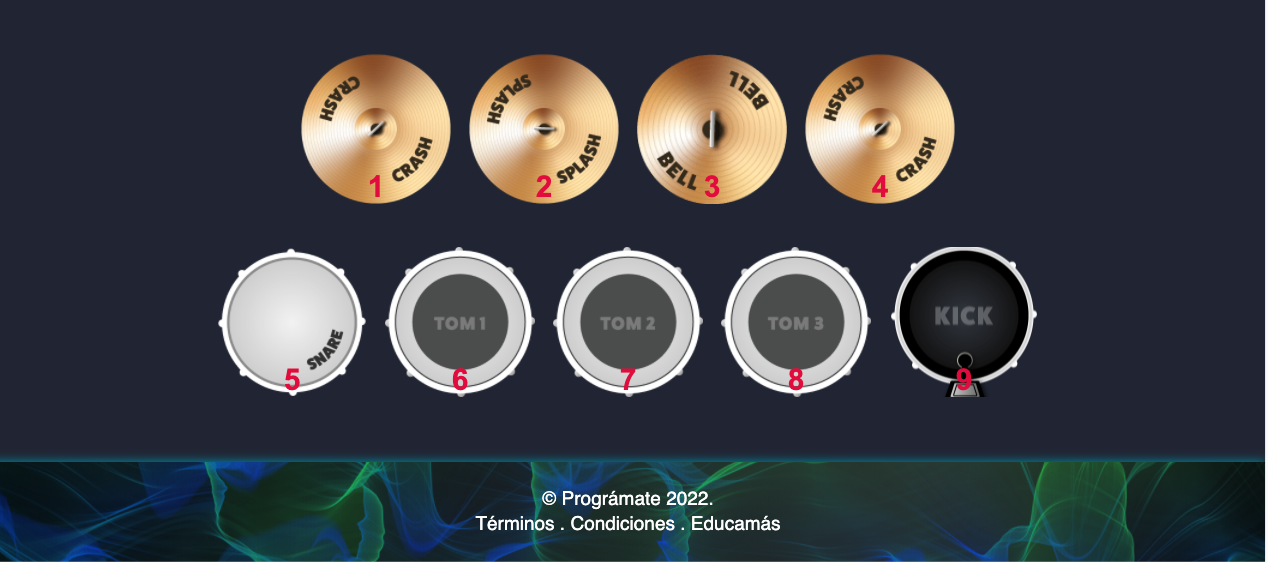 CRASH CRASH 1
SPLASH SPLASH 2
BELL BELL 3
CRASH CRASH 4
SNARE 5
TOM 1 6
TOM 2 7
TOM 3 8
KICK 9
© Prográmate 2022.
Términos . Condiciones . Educamás